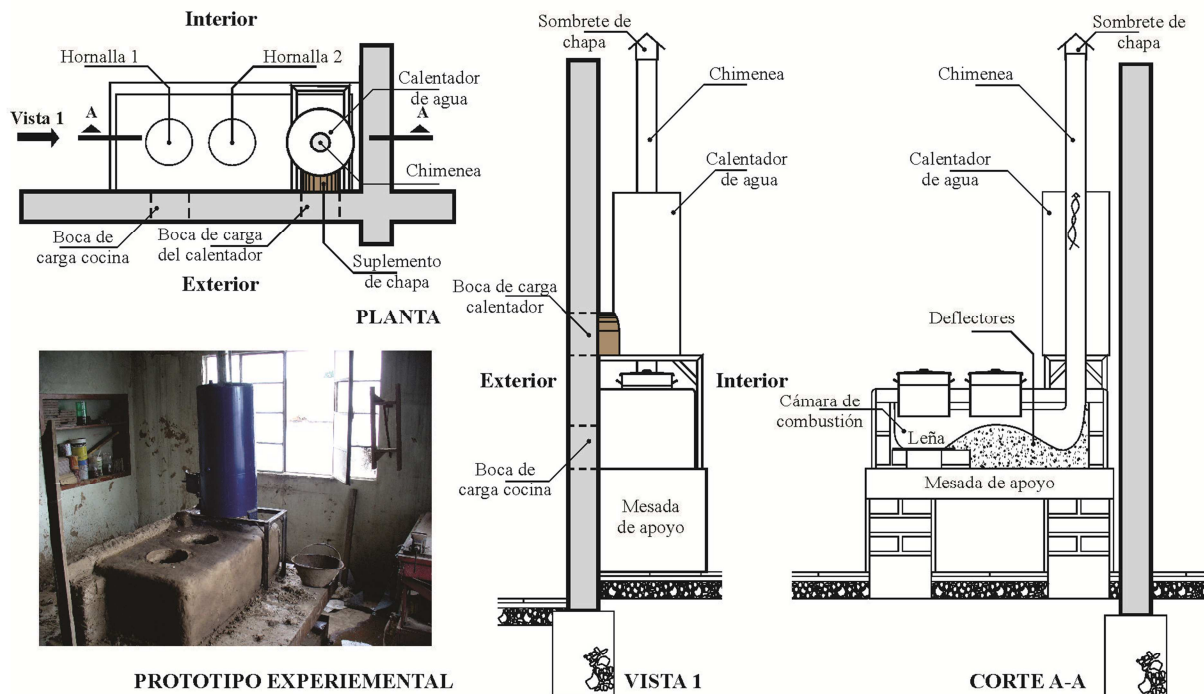 Interior
Hornalla 1
Hornalla 2
Calentador
de agua
Vista 1
A
A
Chimenea
Boca de
carga cocina
Boca de carga
del calentador
Suplemento
de chapa
Exterior
PLANTA
PROTOTIPO EXPERIEMENTAL
Sombrete de
chapa
Chimenea
Calentador
de agua
Boca de carga
calentador
Exterior
Interior
Boca de
carga cocina
Mesada
de apoyo
VISTA 1
Sombrete
de chapa
Chimenea
Calentador
de agua
Deflectores
Cámara de
combustión
Leña
Mesada de apoyo
CORTE A-A